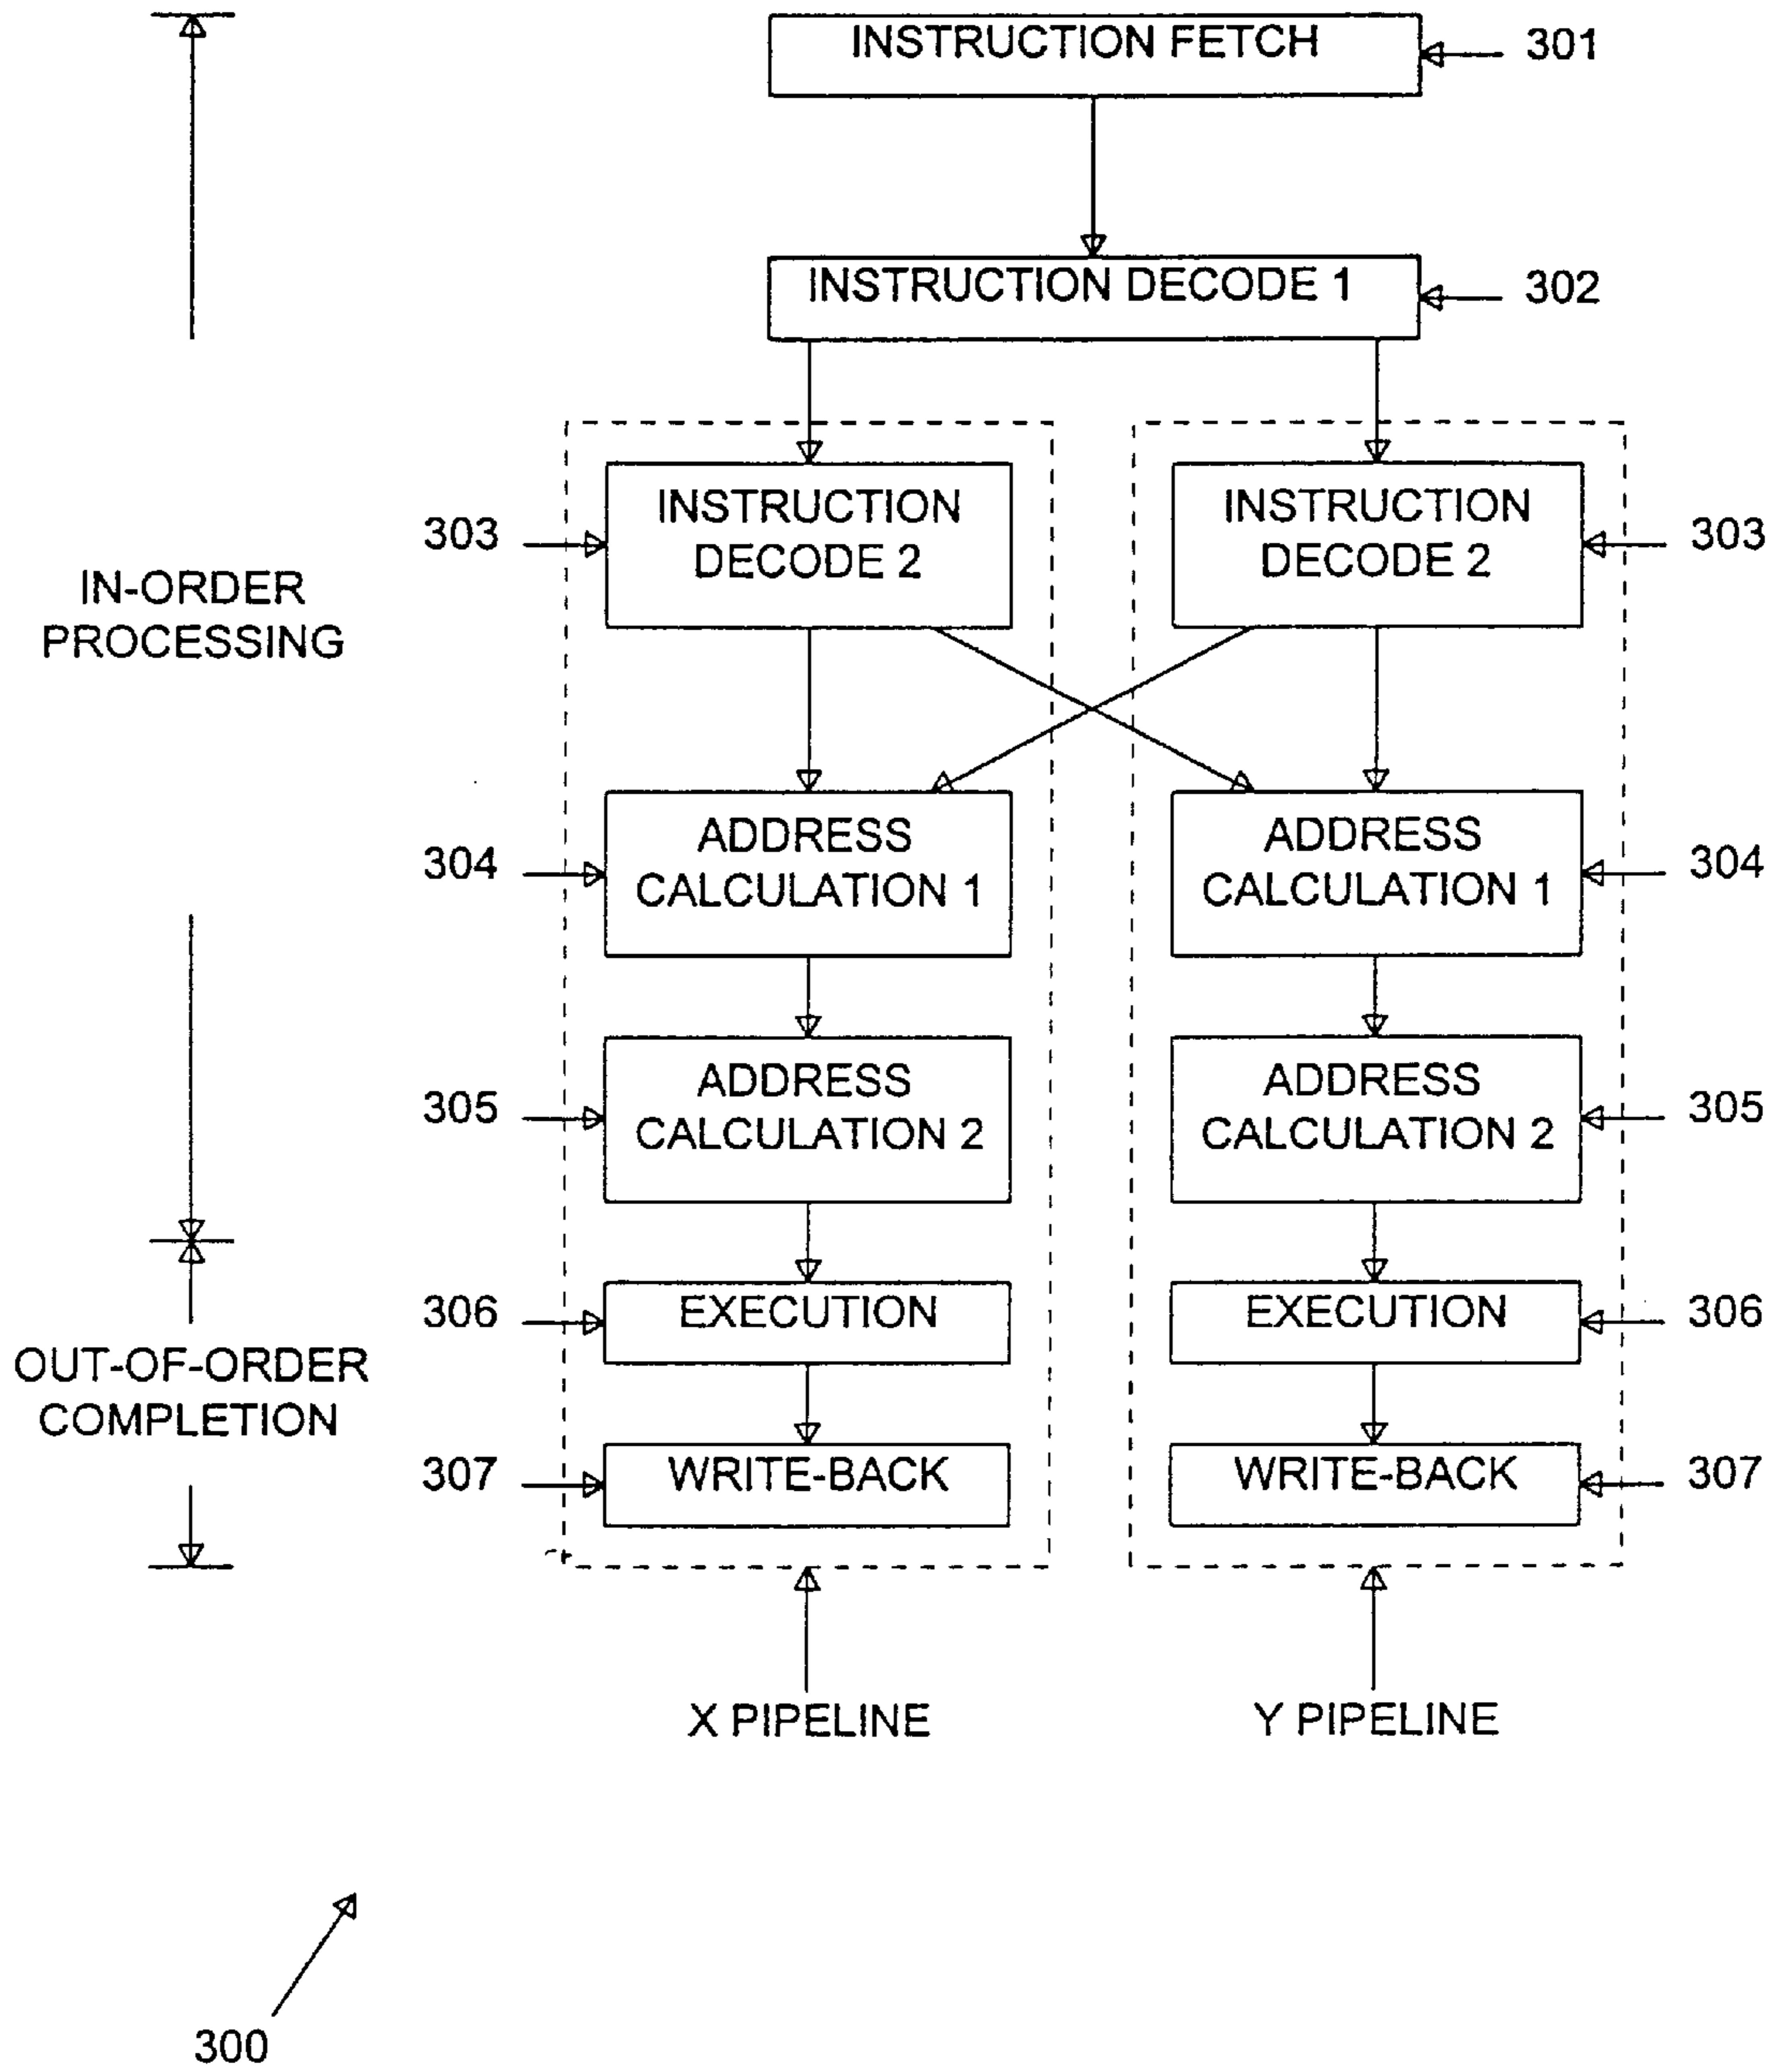 INSTRUCTION FETCH
301
INSTRUCTION DECODE 1
302
303
INSTRUCTION
DECODE 2
INSTRUCTION
DECODE 2
303
IN-ORDER
PROCESSING
304
ADDRESS
CALCULATION 1
ADDRESS
CALCULATION 1
304
305
ADDRESS
CALCULATION 2
ADDRESS
CALCULATION 2
305
306
EXECUTION
EXECUTION
306
OUT-OF-ORDER
COMPLETION
307
WRITE-BACK
WRITE-BACK
307
X PIPELINE
Y PIPELINE
300